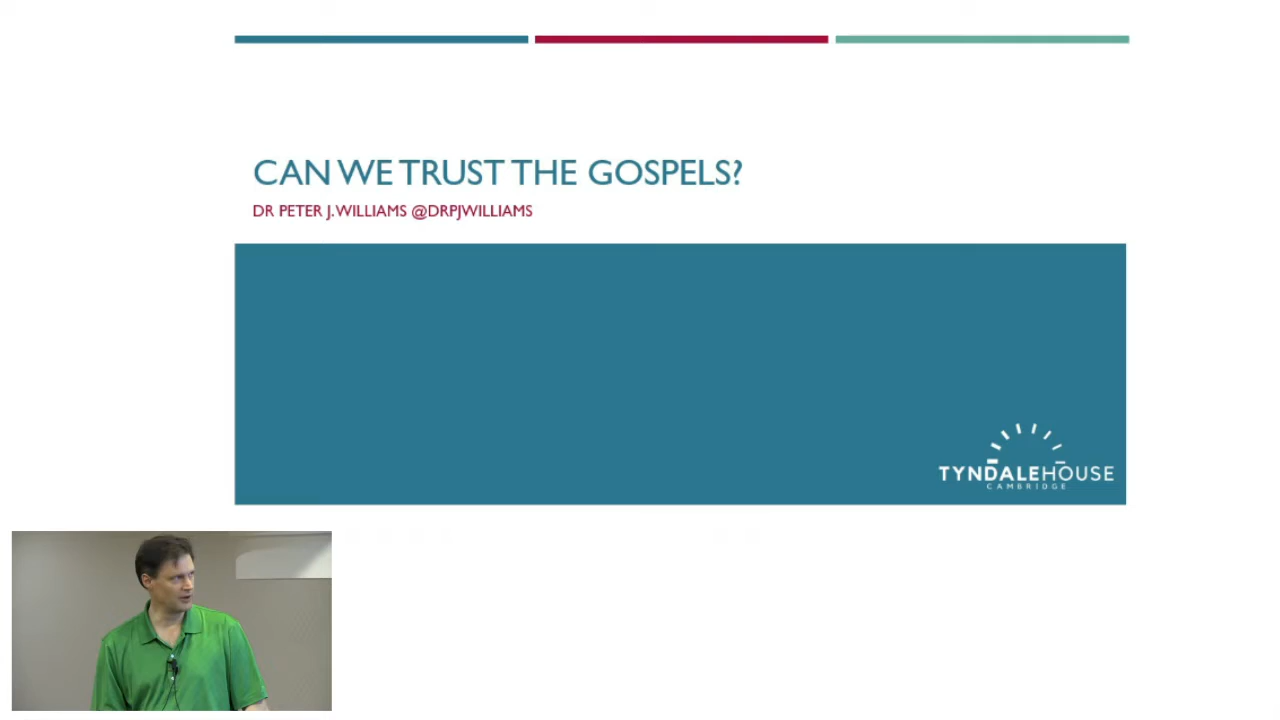 CAN WE TRUST THE GOSPELS?
DR PETER J. WILLIAMS @DRPJWILLIAMS
TYNDALEHOUSE
CAMBRIDGE